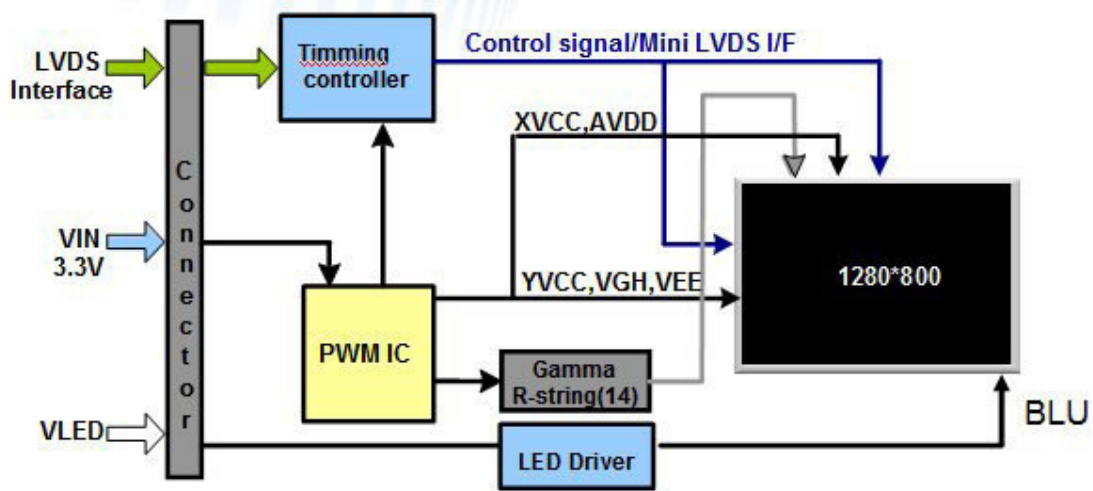 LVDS
Interface
Timming
controller
Control signal/Mini LVDS I/F
XVCC,AVDD
Connector
VIN
3.3V
1280*800
YVCC,VGH,VEE
PWM IC
Gamma
R-string(14)
VLED
LED Driver
BLU